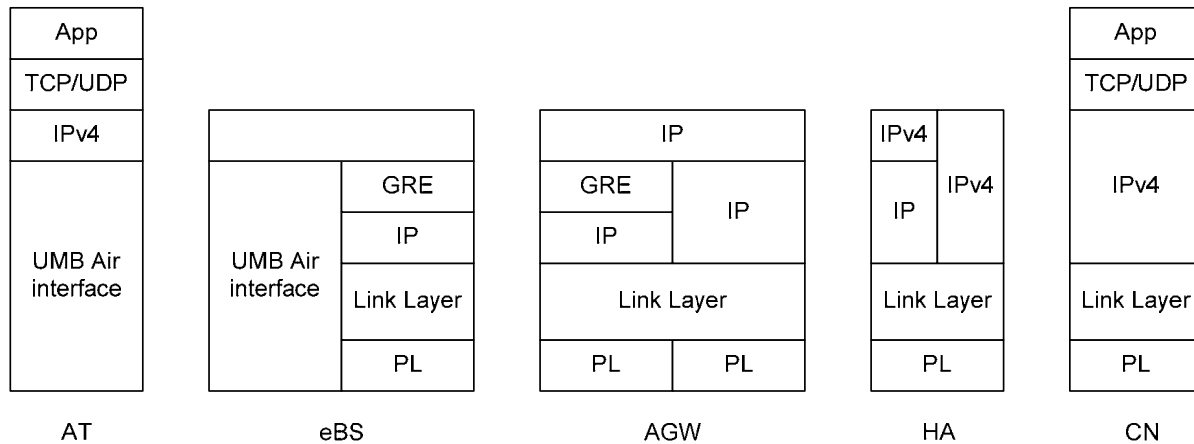 App
TCP/UDP
IPv4
UMB Air
interface
AT
UMB Air
interface
GRE
IP
Link Layer
PL
eBS
IP
GRE
IP
IP
Link Layer
PL
PL
AGW
IPv4
IP
IPv4
Link Layer
PL
HA
App
TCP/UDP
IPv4
Link Layer
PL
CN